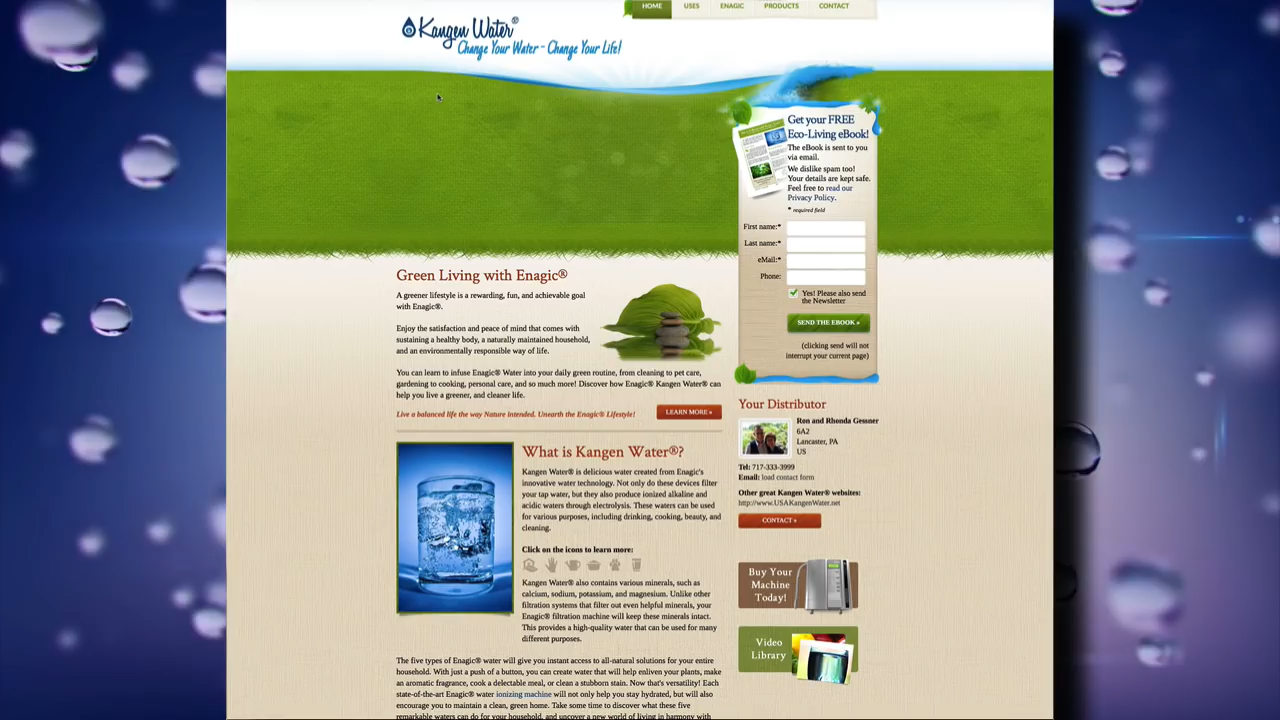 HOME USES ENAGIC PRODUCTS CONTACT
Kangen Water®
Change Your Water - Change Your Life!
Get your FREE
Eco-Living eBook!
The eBook is sent to you
via email.
We dislike spam too!
Your details are kept safe.
Feel free to read our
Privacy Policy.
* required field
First name:*
Last name:*
eMail:*
Phone:
Yes! Please also send
the Newsletter
SEND THE EBOOK »
(clicking send will not
interrupt your current page)
Green Living with Enagic®
A greener lifestyle is a rewarding, fun, and achievable goal
with Enagic®.
Enjoy the satisfaction and peace of mind that comes with
sustaining a healthy body, a naturally maintained household,
and an environmentally responsible way of life.
You can learn to infuse Enagic® Water into your daily green routine, from cleaning to pet care,
gardening to cooking, personal care, and so much more! Discover how Enagic® Kangen Water® can
help you live a greener, and cleaner life.
Live a balanced life the way Nature intended. Unearth the Enagic® Lifestyle!
LEARN MORE »
What is Kangen Water®?
Kangen Water® is delicious water created from Enagic's
innovative water technology. Not only do these devices filter
your tap water, but they also produce ionized alkaline and
acidic waters through electrolysis. These waters can be used
for various purposes, including drinking, cooking, beauty, and
cleaning.
Click on the icons to learn more:
Kangen Water® also contains various minerals, such as
calcium, sodium, potassium, and magnesium. Unlike other
filtration systems that filter out even helpful minerals, your
Enagic® filtration machine will keep these minerals intact.
This provides a high-quality water that can be used for many
different purposes.
The five types of Enagic® water will give you instant access to all-natural solutions for your entire
household. With just a push of a button, you can create water that will help enliven your plants, make
an aromatic fragrance, cook a delectable meal, or clean a stubborn stain. Now that's versatility! Each
state-of-the-art Enagic® water ionizing machine will not only help you stay hydrated, but will also
encourage you to maintain a clean, green home. Take some time to discover what these five
remarkable waters can do for your household, and uncover a new world of living in harmony with
Your Distributor
Ron and Rhonda Gessner
6A2
Lancaster, PA
US
Tel: 717-333-3999
Email: load contact form
Other great Kangen Water® websites:
http://www.USAKangenWater.net
CONTACT »
Buy Your
Machine
Today!
Video
Library